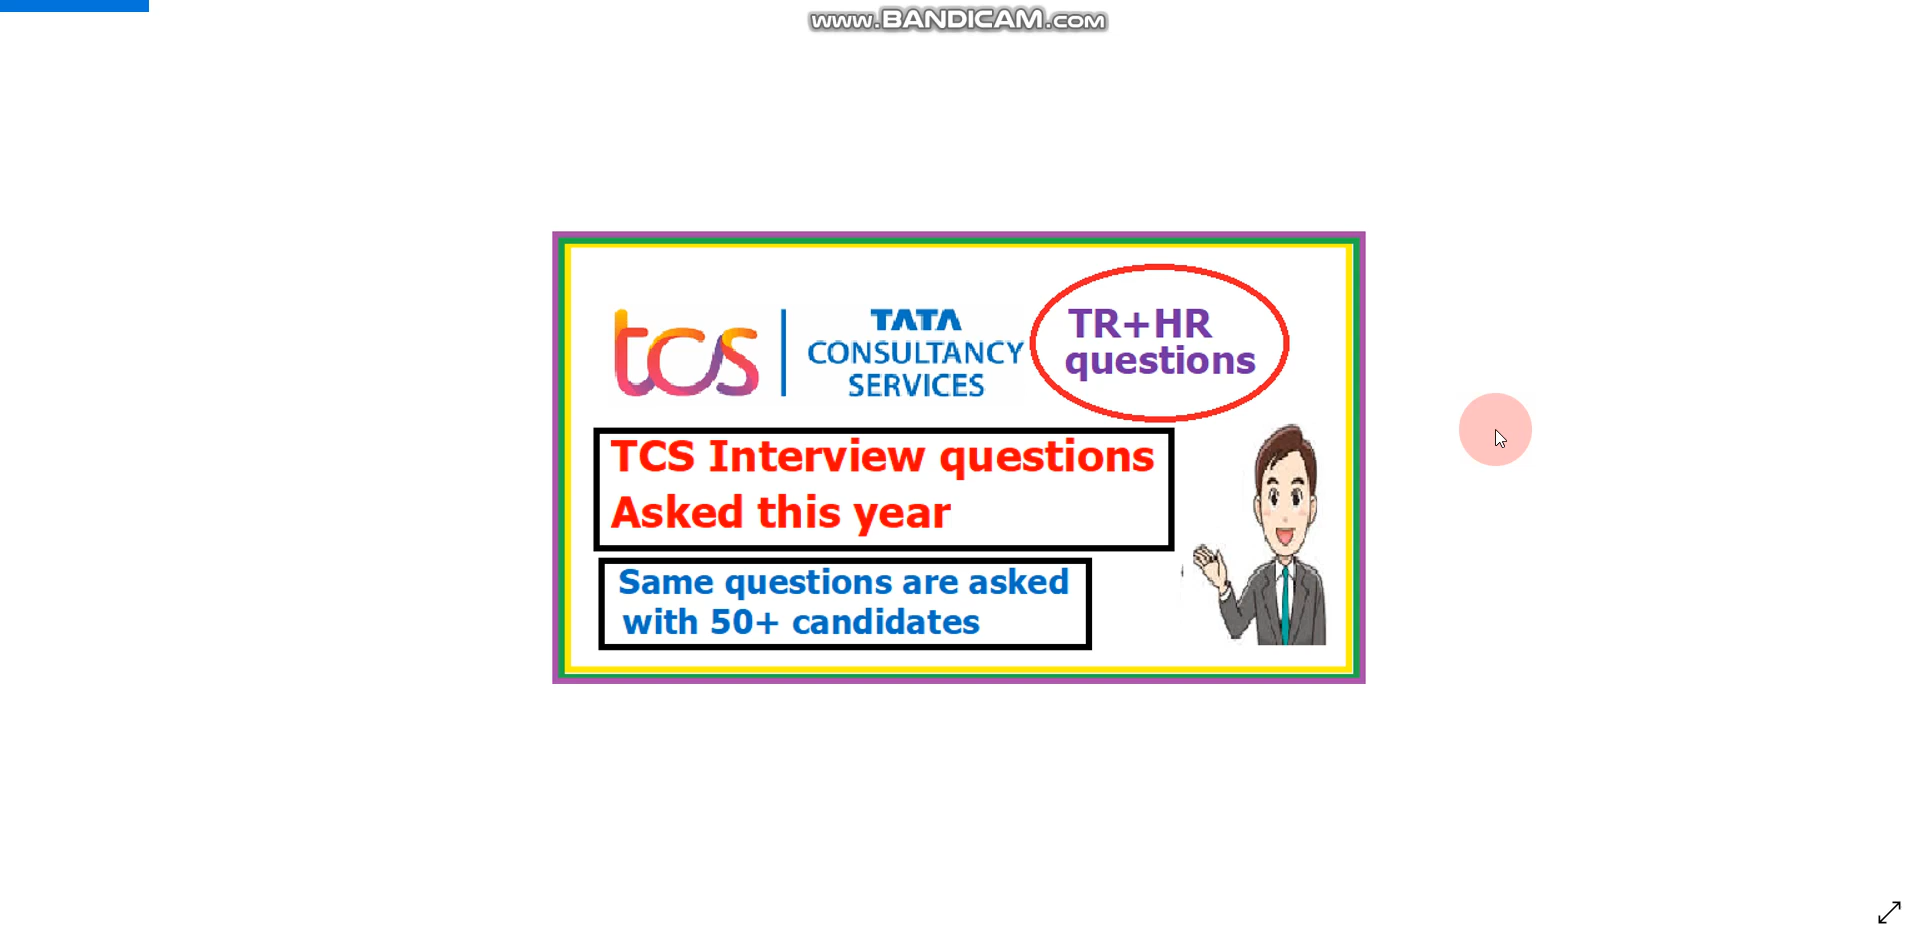 www.BANDICAM.com
tcs
TATA
CONSULTANCY
SERVICES
TR+HR
questions
TCS Interview questions
Asked this year
Same questions are asked
with 50+ candidates